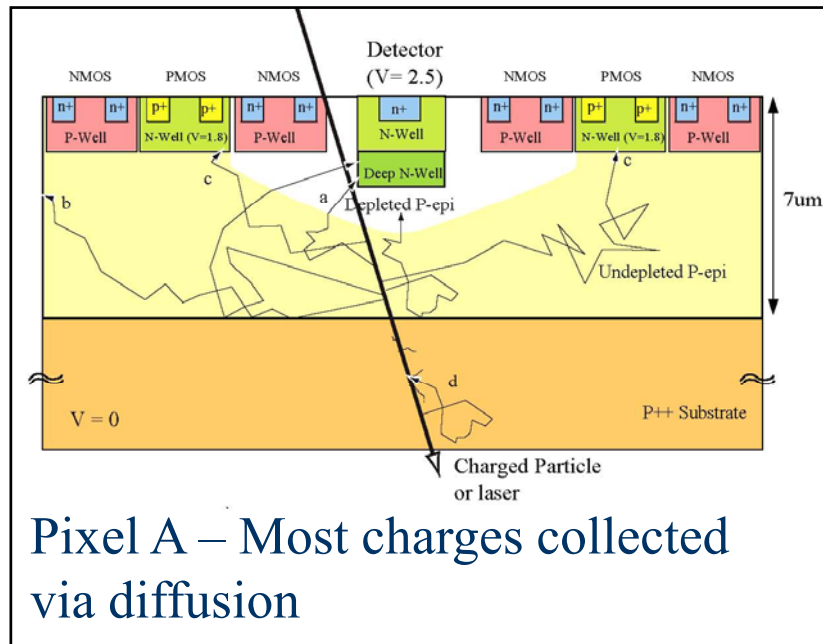 Detector
(V= 2.5)
NMOS PMOS NMOS NMOS PMOS NMOS
n+ n+ p+ p+ n+ n+ n+ n+ n+ p+ p+ n+ n+
P-Well N-Well (V=1.8) P-Well N-Well P-Well N-Well (V=1.8) P-Well
Deep N-Well
c a c
b Depleted P-epi 7um
Undepleted P-epi
d
V = 0 P++ Substrate
Charged Particle
or laser
Pixel A – Most charges collected
via diffusion